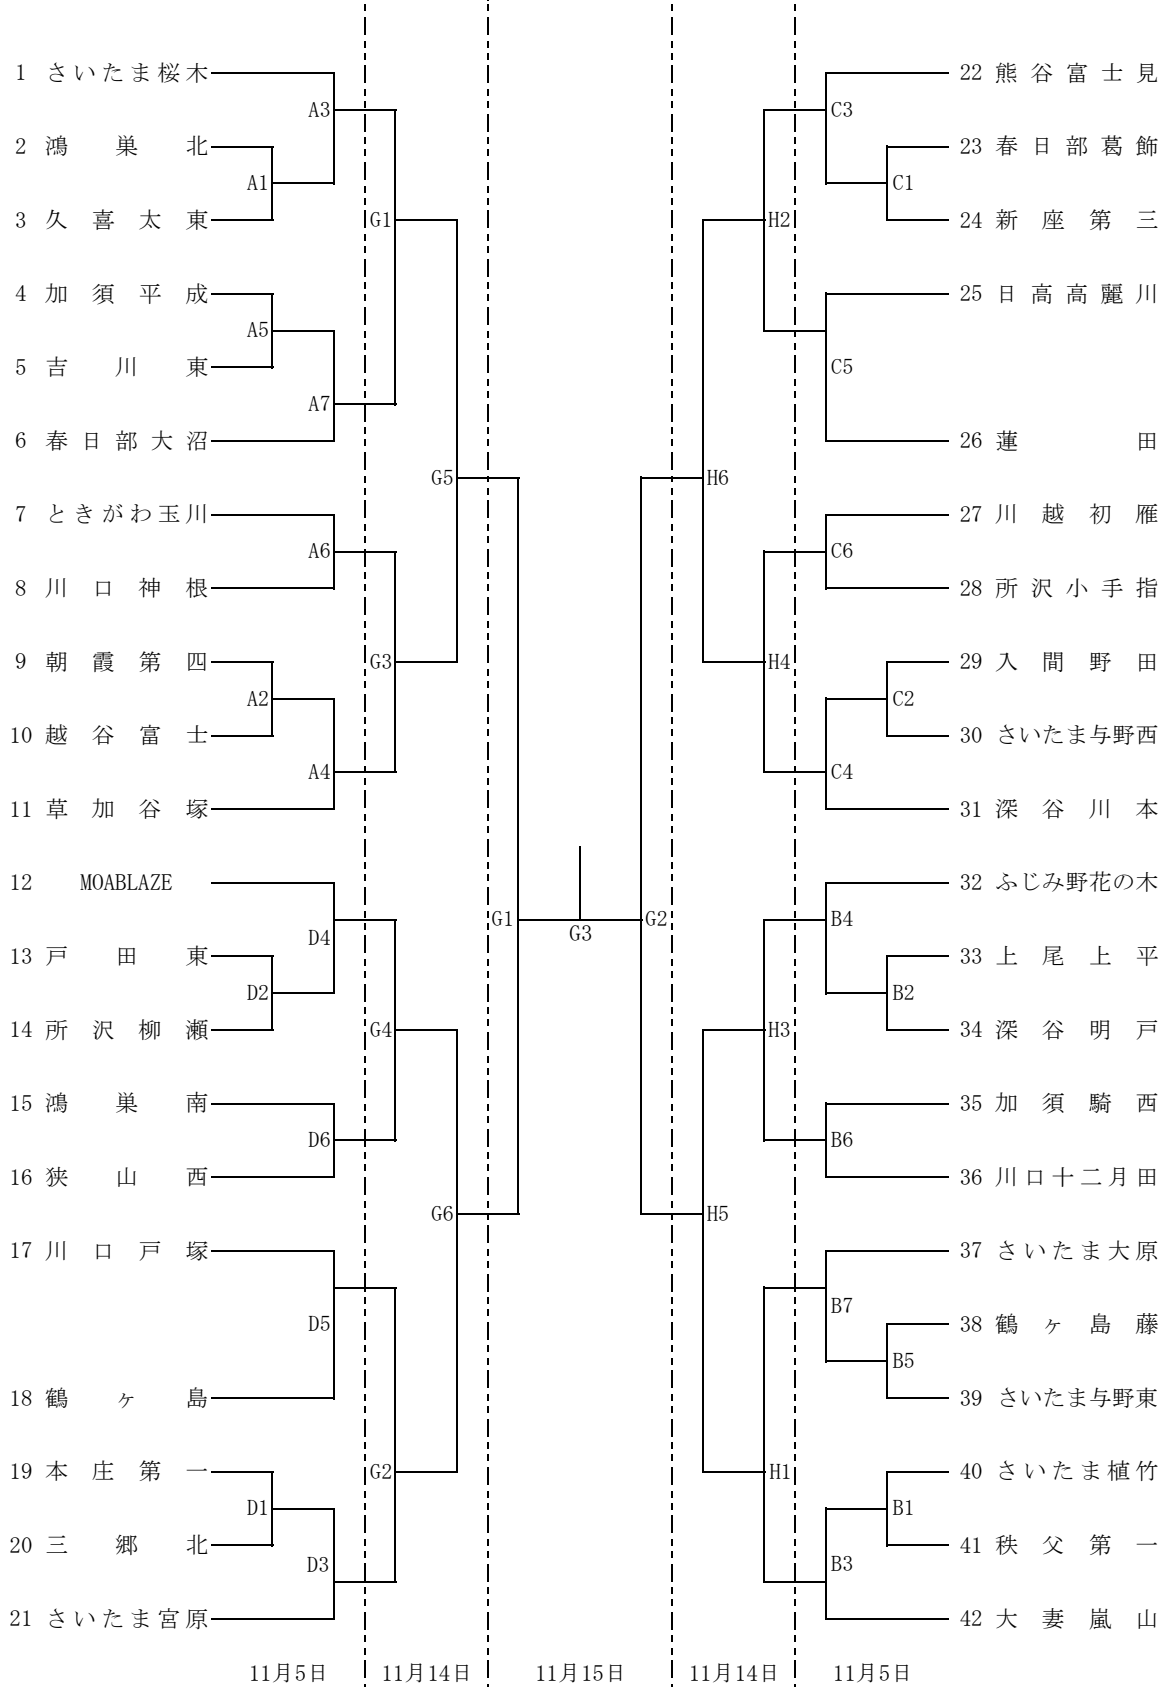 1 さいたま桜木
A3
2 鴻巣北
A1
3 久喜太東
G1
4 加須平成
A5
5 吉川東
A7
6 春日部大沼
G5
7 ときがわ玉川
A6
8 川口神根
9 朝霞第四
G3
A2
10 越谷富士
A4
11 草加谷塚
12 MOABLAZE
D4
13 戸田東
D2
14 所沢柳瀬
G4
15 鴻巣南
D6
16 狭山西
G6
17 川口戸塚
D5
18 鶴ヶ島
19 本庄第一
G2
D1
20 三郷北
D3
21 さいたま宮原
G1
G3
G2
22 熊谷富士見
C3
23 春日部葛飾
C1
24 新座第三
H2
25 日高高麗川
C5
26 蓮田
H6
27 川越初雁
C6
28 所沢小手指
29 入間野田
H4
C2
30 さいたま与野西
C4
31 深谷川本
32 ふじみ野花の木
B4
33 上尾上平
B2
34 深谷明戸
H3
35 加須騎西
B6
36 川口十二月田
H5
37 さいたま大原
B7
38 鶴ヶ島藤
B5
39 さいたま与野東
40 さいたま植竹
H1
B1
41 秩父第一
B3
42 大妻嵐山
11月5日 11月14日 11月15日 11月14日 11月5日